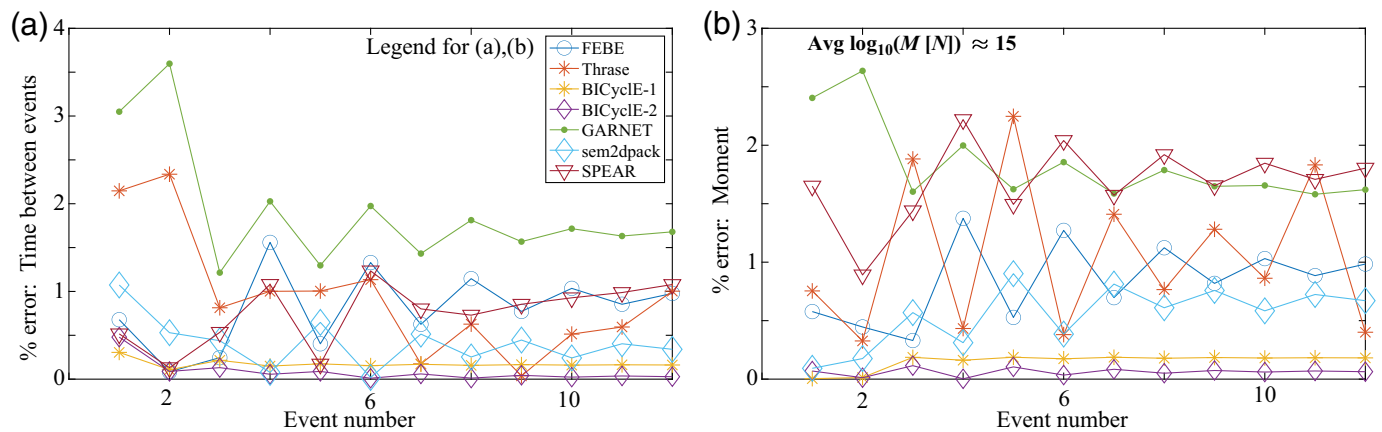 (a)
% error: Time between events
4
3
2
1
0
Legend for (a),(b)
FEBE
Thrase
BICyclE-1
BICyclE-2
GARNET
sem2dpack
SPEAR
2
6
10
Event number
(b)
% error: Moment
3
2
1
0
Avg log₁₀(M [N]) ≈ 15
2
6
10
Event number